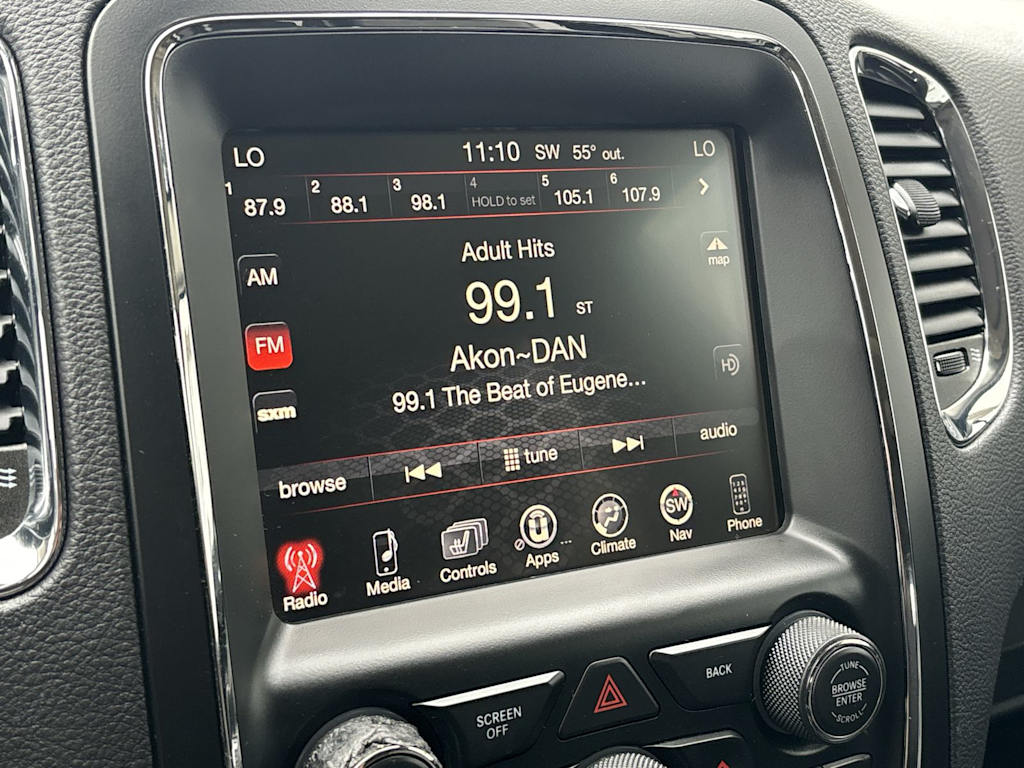 LO 11:10 SW 55° out. LO
1 87.9 2 88.1 3 98.1 4 HOLD to set 5 105.1 6 107.9
Adult Hits
map
AM
99.1 ST
FM
Akon~DAN
HD
99.1 The Beat of Eugene...
sxm
browse tune audio
Radio Media Controls Apps ... Climate SW Nav Phone
SCREEN
OFF
BACK
TUNE
BROWSE
ENTER
SCROLL